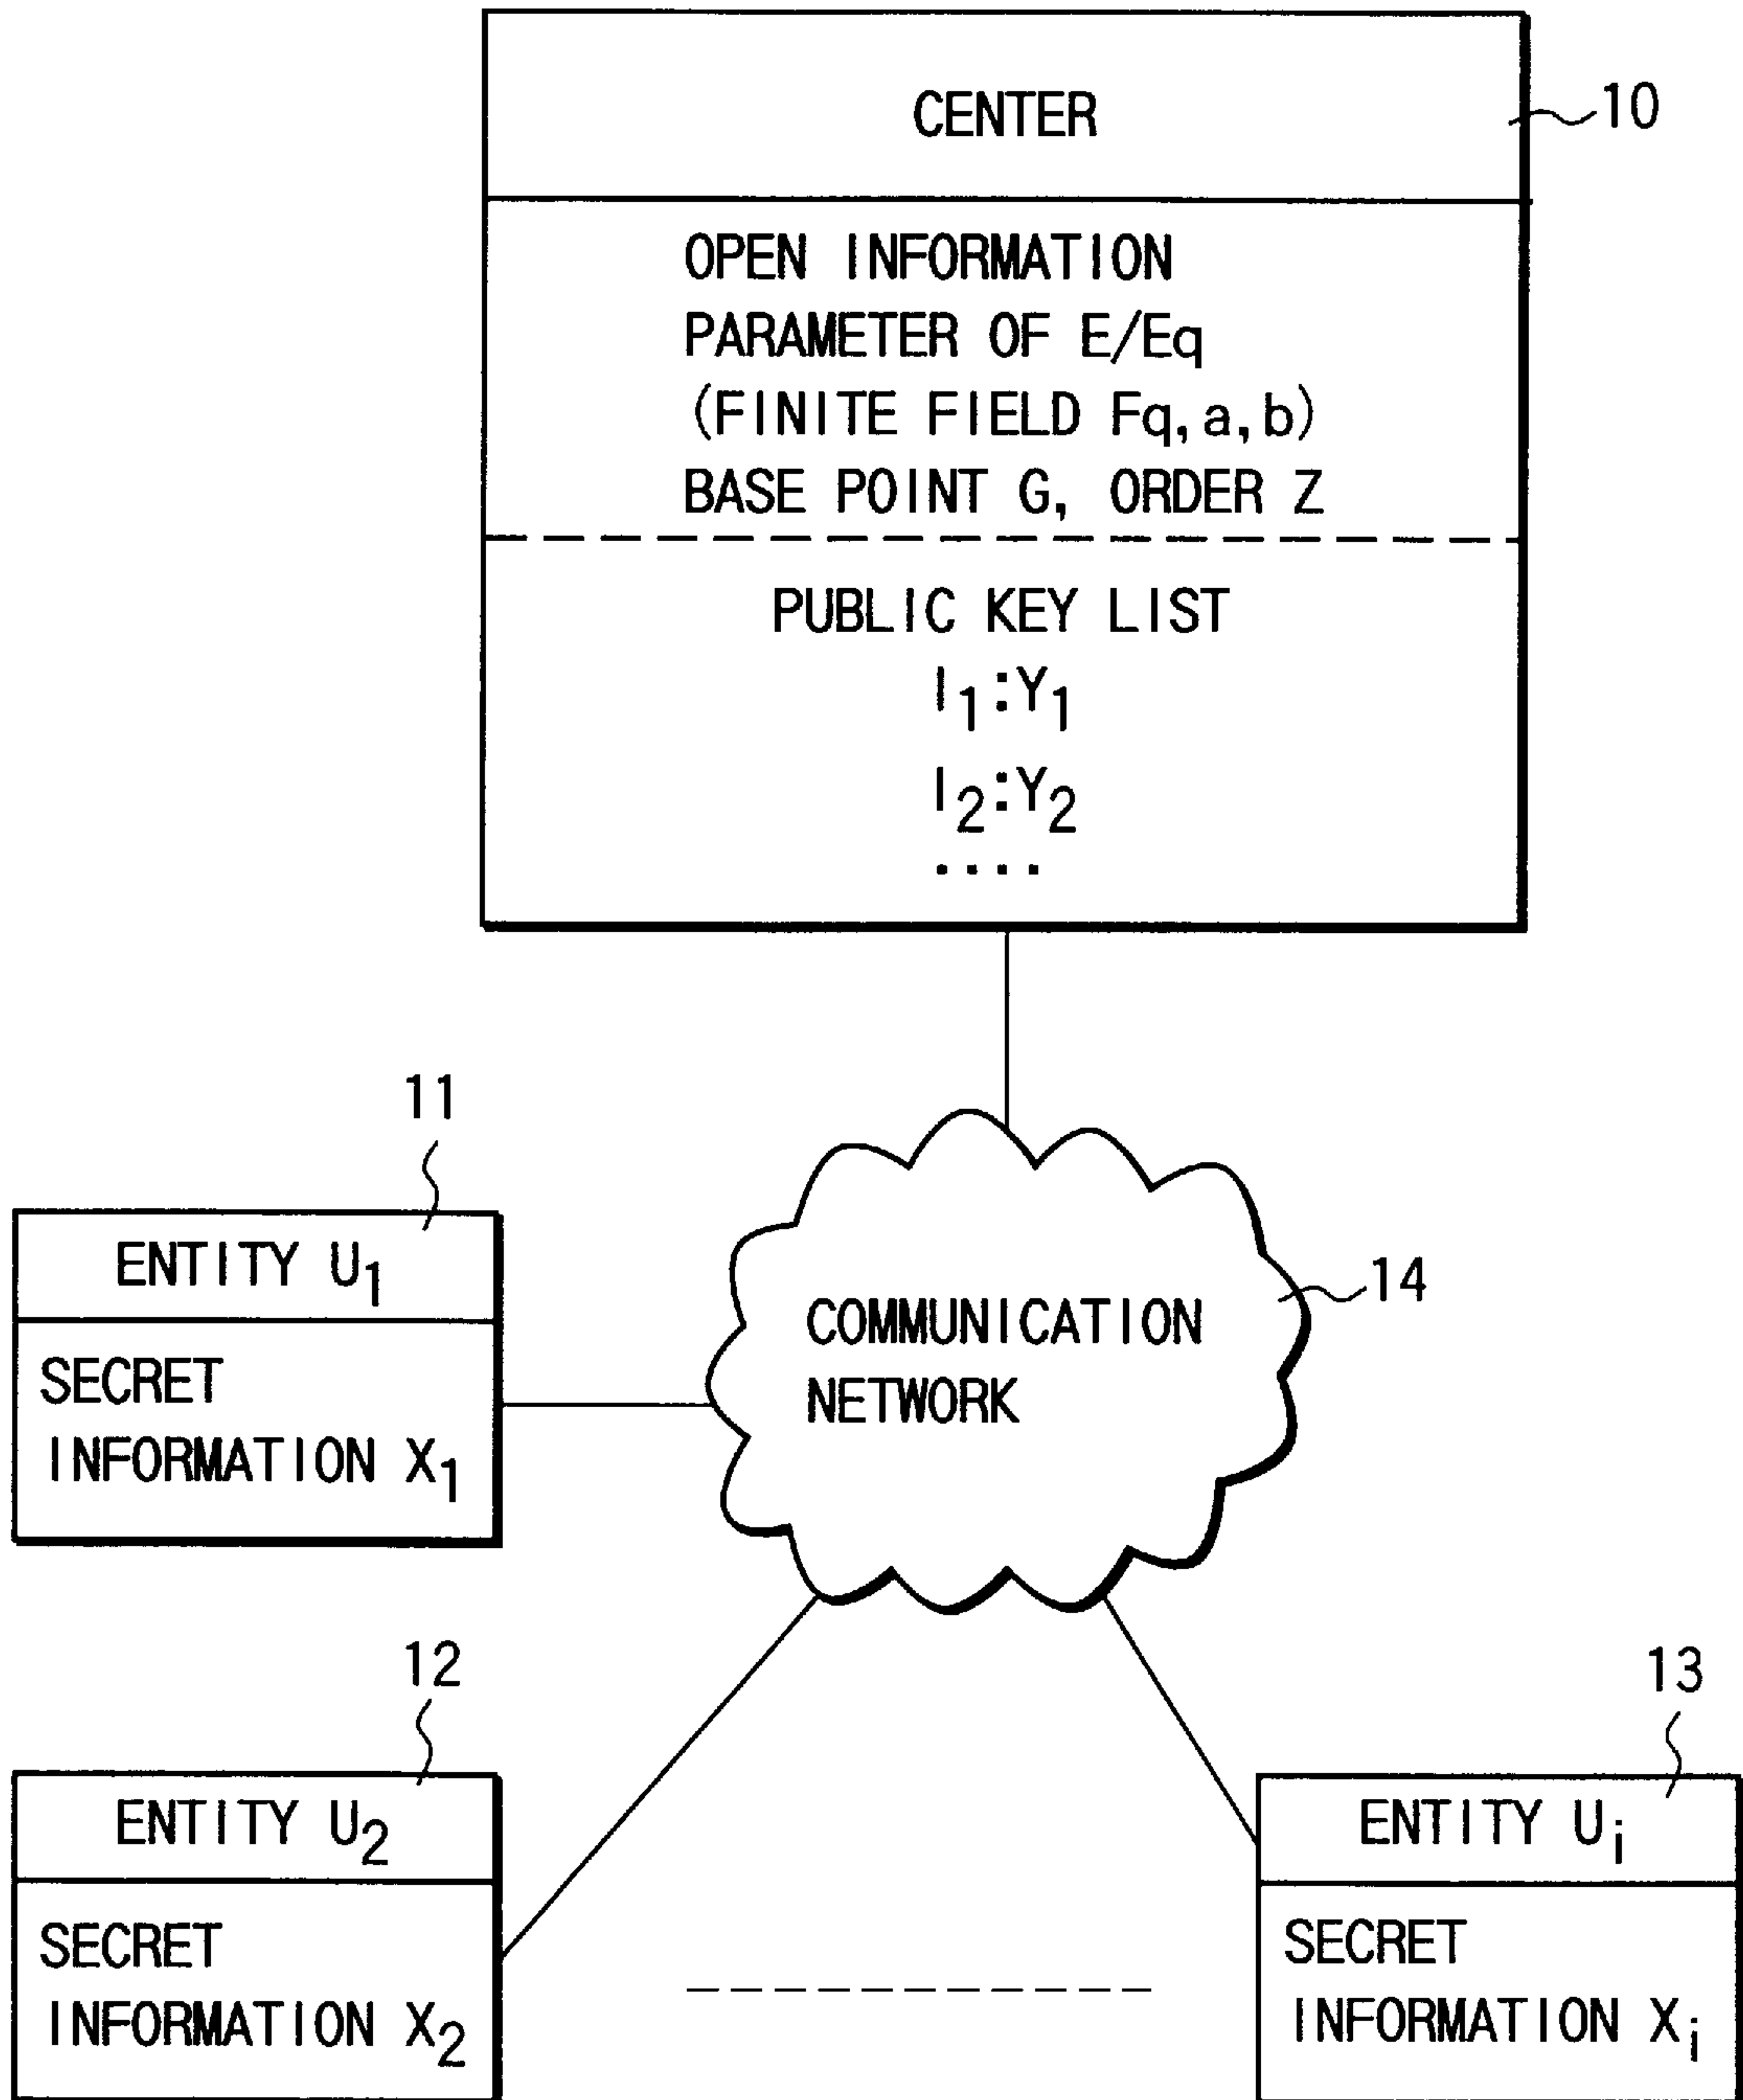 CENTER
10
OPEN INFORMATION
PARAMETER OF E/Eq
(FINITE FIELD Fq, a, b)
BASE POINT G, ORDER Z
PUBLIC KEY LIST
I₁:Y₁
I₂:Y₂
....
11
ENTITY U₁
SECRET
INFORMATION X₁
14
COMMUNICATION
NETWORK
12
ENTITY U₂
SECRET
INFORMATION X₂
13
ENTITY Uᵢ
SECRET
INFORMATION Xᵢ